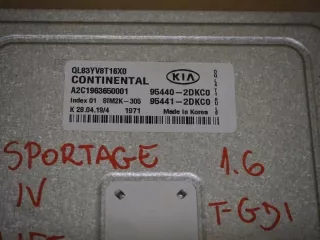 QL83YV8T16X0
CONTINENTAL KIA
A2C1963650001 95440-2DKC0
Index 01 SIM2K-305 95441-2DKC0
K 28.04.19/4 1971 Made in Korea
SPORTAGE 1.6
IV T-GDI